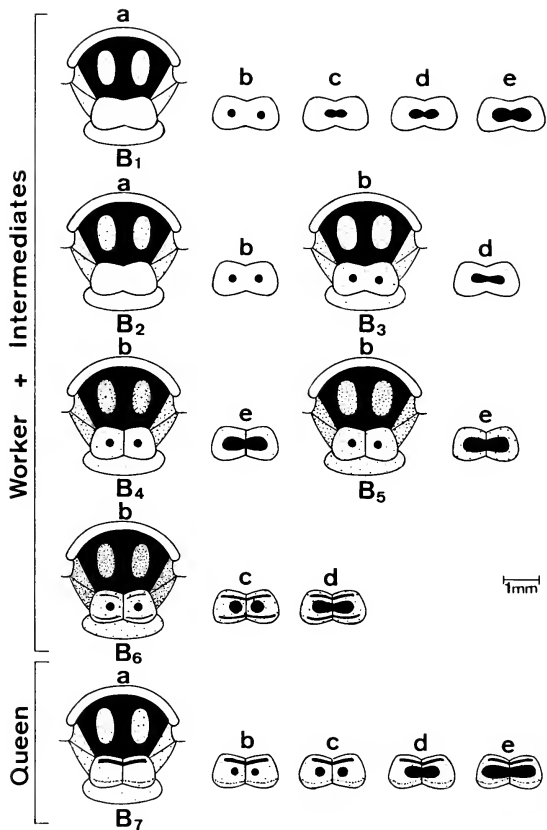 a
b c d e
B1
a b
b d
B2 B3
b b
e e
B4 B5
b
c d
1mm
B6
a
b c d e
B7
Worker + Intermediates
Queen